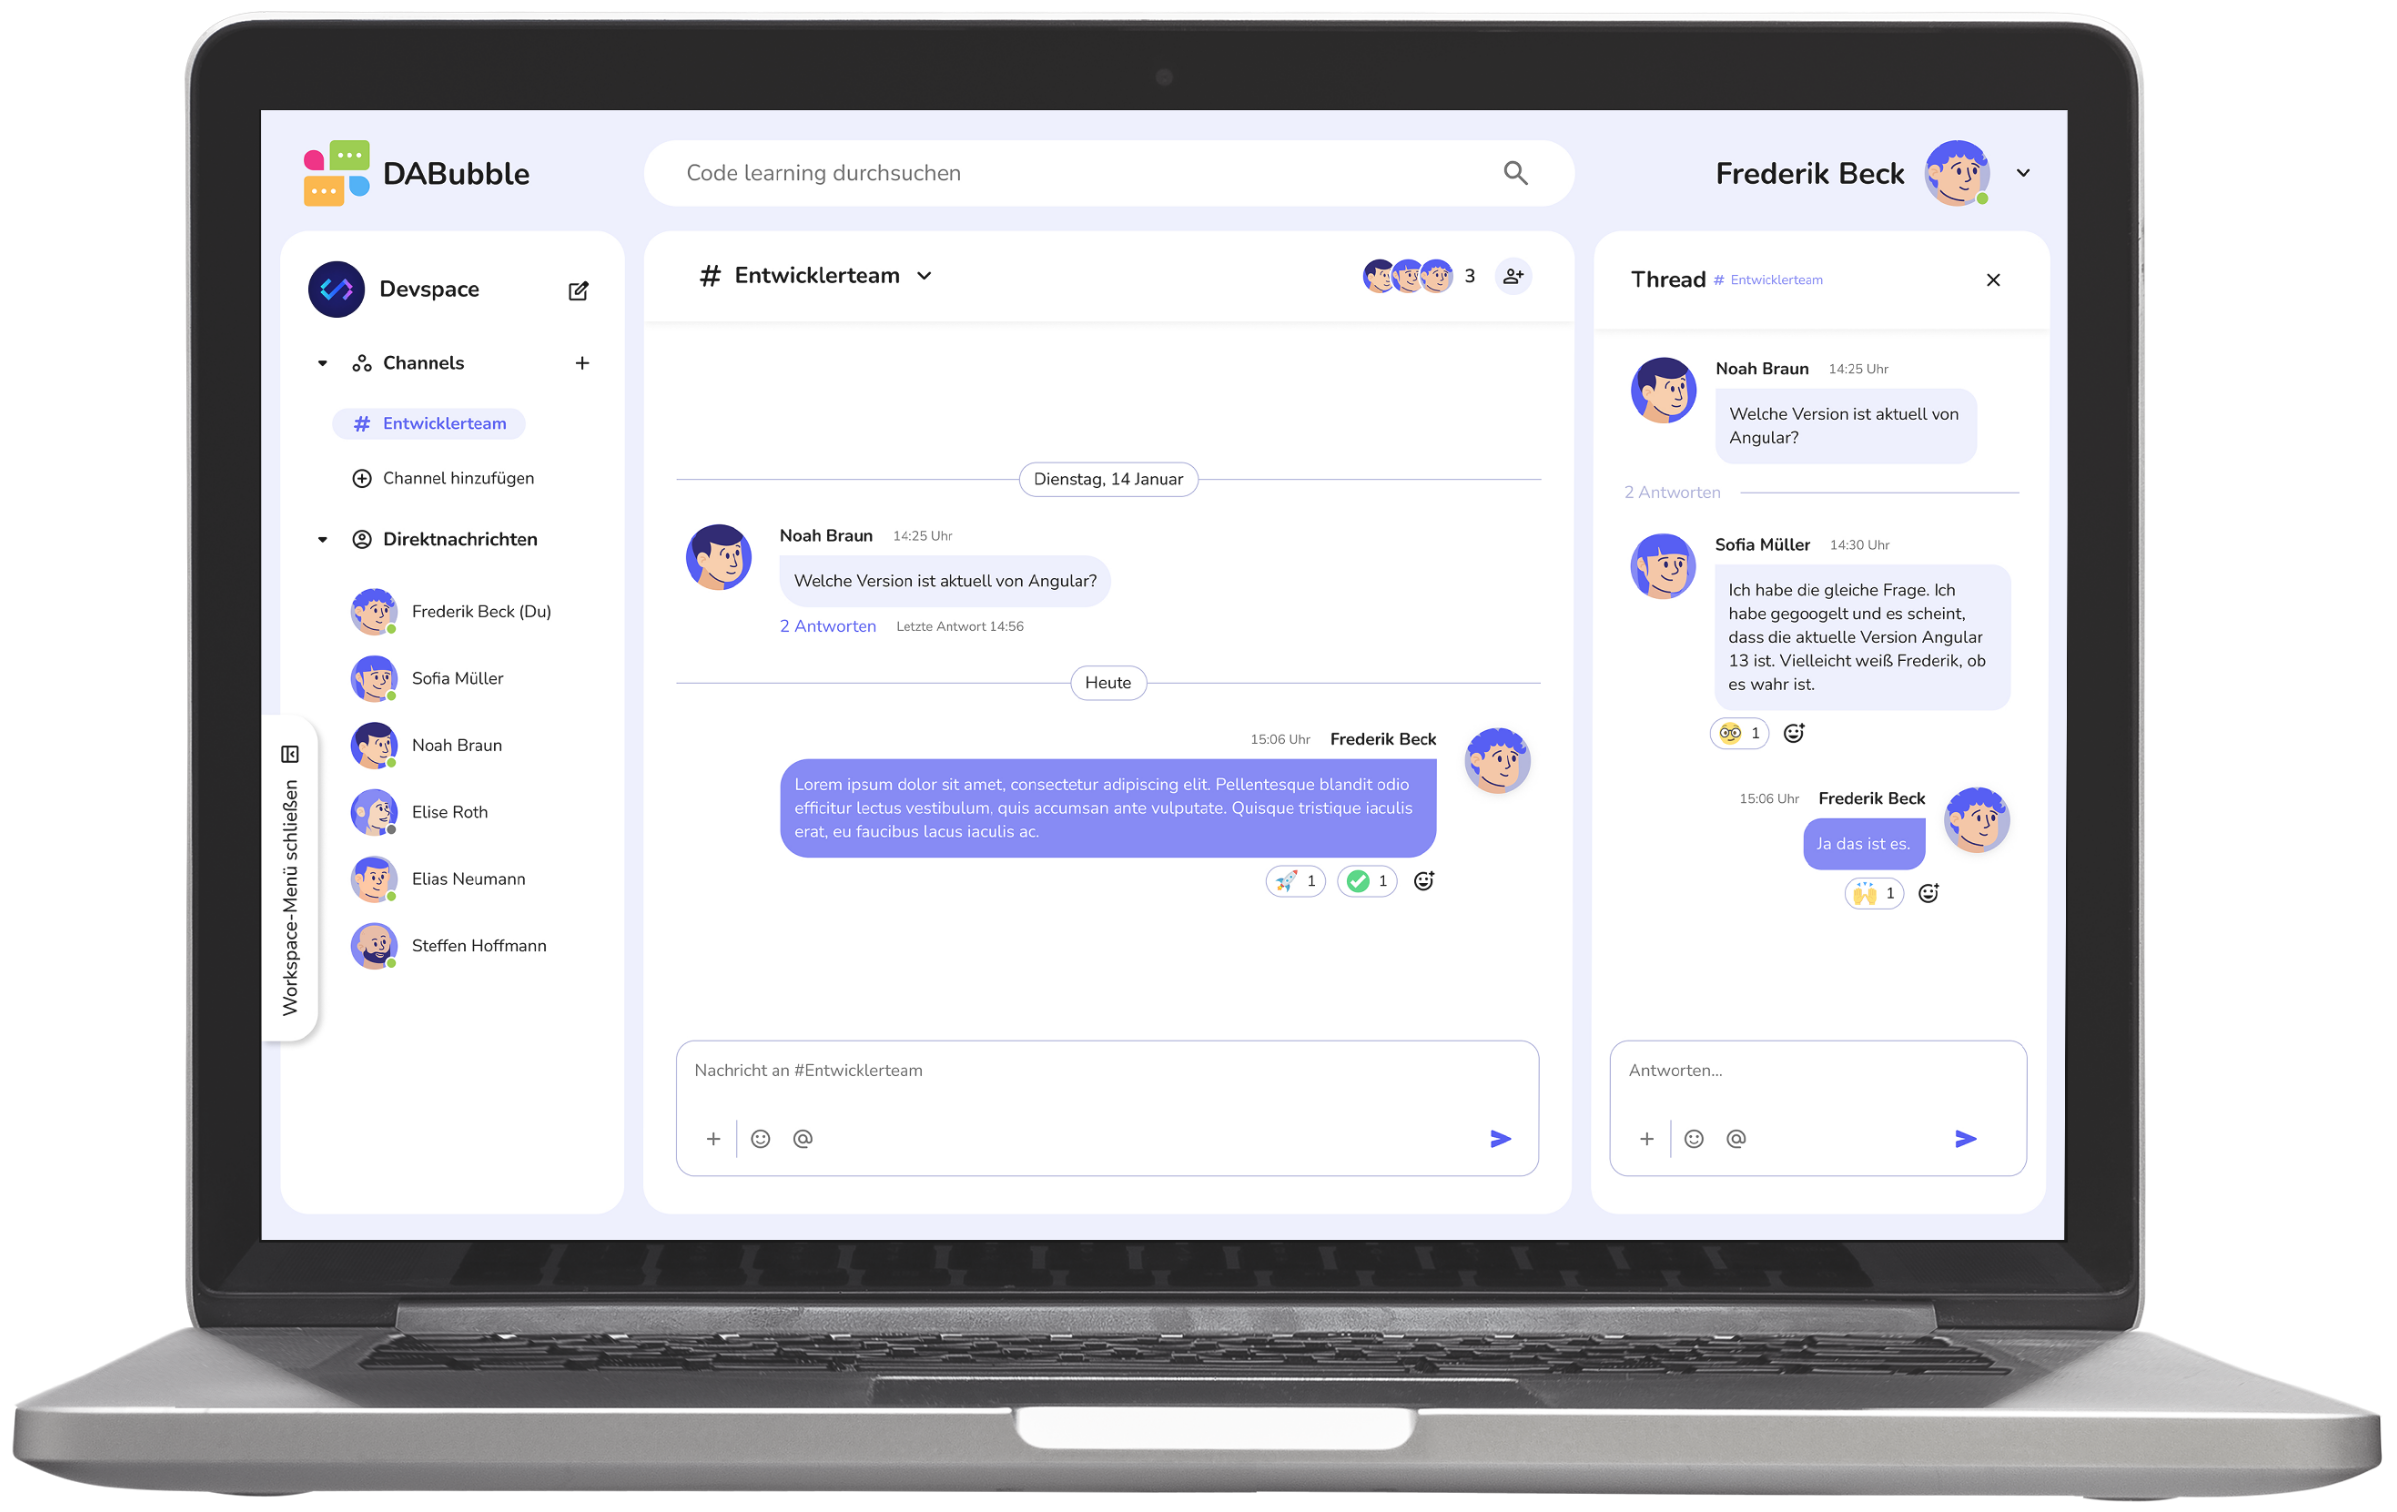 DABubble
Code learning durchsuchen
Frederik Beck
Devspace
Channels
# Entwicklerteam
Channel hinzufügen
Direktnachrichten
Frederik Beck (Du)
Sofia Müller
Noah Braun
Elise Roth
Elias Neumann
Steffen Hoffmann
Workspace-Menü schließen
# Entwicklerteam
3
Dienstag, 14 Januar
Noah Braun 14:25 Uhr
Welche Version ist aktuell von Angular?
2 Antworten Letzte Antwort 14:56
Heute
15:06 Uhr Frederik Beck
Lorem ipsum dolor sit amet, consectetur adipiscing elit. Pellentesque blandit odio
efficitur lectus vestibulum, quis accumsan ante vulputate. Quisque tristique iaculis
erat, eu faucibus lacus iaculis ac.
1 1
Nachricht an #Entwicklerteam
+ @
Thread # Entwicklerteam
Noah Braun 14:25 Uhr
Welche Version ist aktuell von
Angular?
2 Antworten
Sofia Müller 14:30 Uhr
Ich habe die gleiche Frage. Ich
habe gegoogelt und es scheint,
dass die aktuelle Version Angular
13 ist. Vielleicht weiß Frederik, ob
es wahr ist.
1
15:06 Uhr Frederik Beck
Ja das ist es.
1
Antworten...
+ @